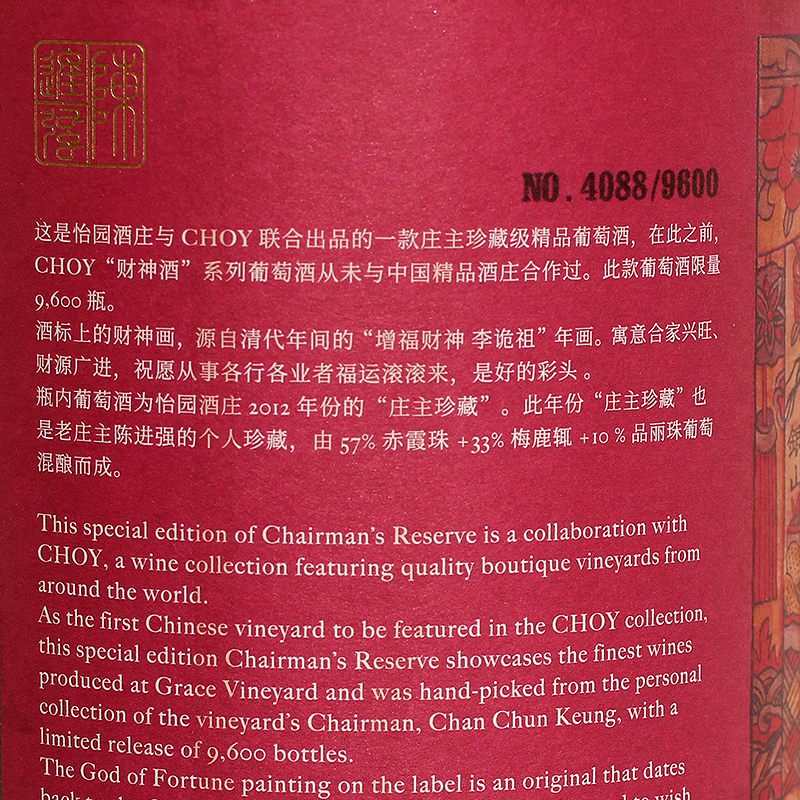 陳
進強
NO.4088/9600
这是怡园酒庄与 CHOY 联合出品的一款庄主珍藏级精品葡萄酒，在此之前，
CHOY “财神酒” 系列葡萄酒从未与中国精品酒庄合作过。此款葡萄酒限量
9,600 瓶。
酒标上的财神画，源自清代年间的 “增福财神 李诡祖” 年画。寓意合家兴旺、
财源广进，祝愿从事各行各业者福运滚滚来，是好的彩头 。
瓶内葡萄酒为怡园酒庄 2012 年份的 “庄主珍藏” 。此年份 “庄主珍藏” 也
是老庄主陈进强的个人珍藏，由 57% 赤霞珠 +33% 梅鹿辄 +10 % 品丽珠葡萄
混酿而成。
This special edition of Chairman’s Reserve is a collaboration with
CHOY, a wine collection featuring quality boutique vineyards from
around the world.
As the first Chinese vineyard to be featured in the CHOY collection,
this special edition Chairman’s Reserve showcases the finest wines
produced at Grace Vineyard and was hand-picked from the personal
collection of the vineyard’s Chairman, Chan Chun Keung, with a
limited release of 9,600 bottles.
The God of Fortune painting on the label is an original that dates
back to wish